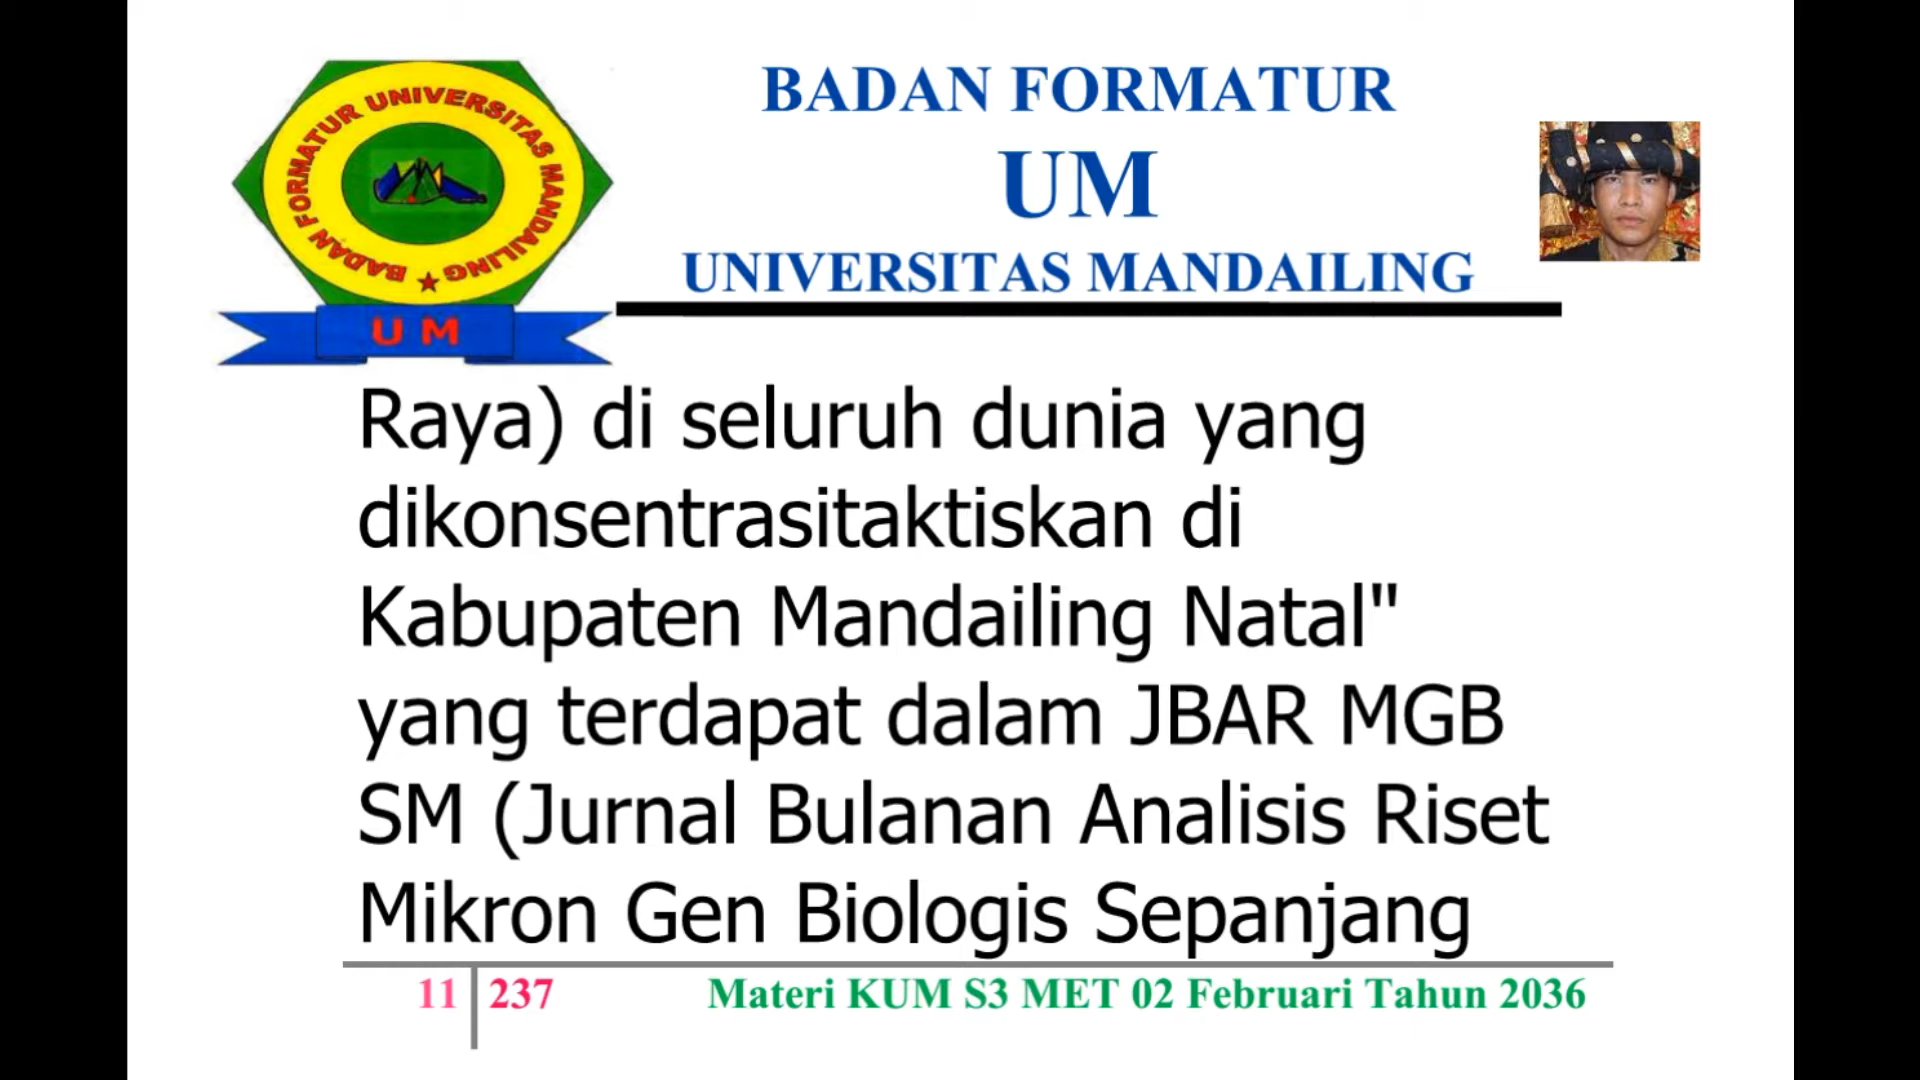 BADAN FORMATUR UNIVERSITAS MANDAILING
U M
BADAN FORMATUR
UM
UNIVERSITAS MANDAILING
Raya) di seluruh dunia yang
dikonsentrasitaktiskan di
Kabupaten Mandailing Natal"
yang terdapat dalam JBAR MGB
SM (Jurnal Bulanan Analisis Riset
Mikron Gen Biologis Sepanjang
11 237
Materi KUM S3 MET 02 Februari Tahun 2036